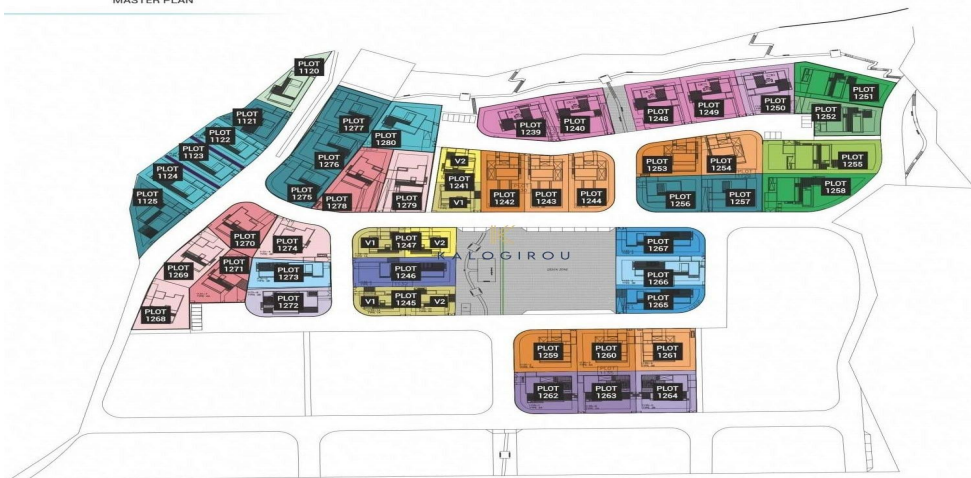 MASTER PLAN
PLOT
1120
PLOT
1121
PLOT
1122
PLOT
1123
PLOT
1124
PLOT
1125
PLOT
1277
PLOT
1280
PLOT
1276
PLOT
1275
PLOT
1278
PLOT
1279
V2
PLOT
1241
V1
PLOT
1242
PLOT
1243
PLOT
1244
PLOT
1239
PLOT
1240
PLOT
1248
PLOT
1249
PLOT
1250
PLOT
1251
PLOT
1252
PLOT
1253
PLOT
1254
PLOT
1255
PLOT
1256
PLOT
1257
PLOT
1258
PLOT
1270
PLOT
1274
PLOT
1269
PLOT
1271
PLOT
1273
PLOT
1272
PLOT
1268
V1
PLOT
1247
V2
PLOT
1246
V1
PLOT
1245
V2
KALOGIROU
PLOT
1267
PLOT
1266
PLOT
1265
PLOT
1259
PLOT
1260
PLOT
1261
PLOT
1262
PLOT
1263
PLOT
1264